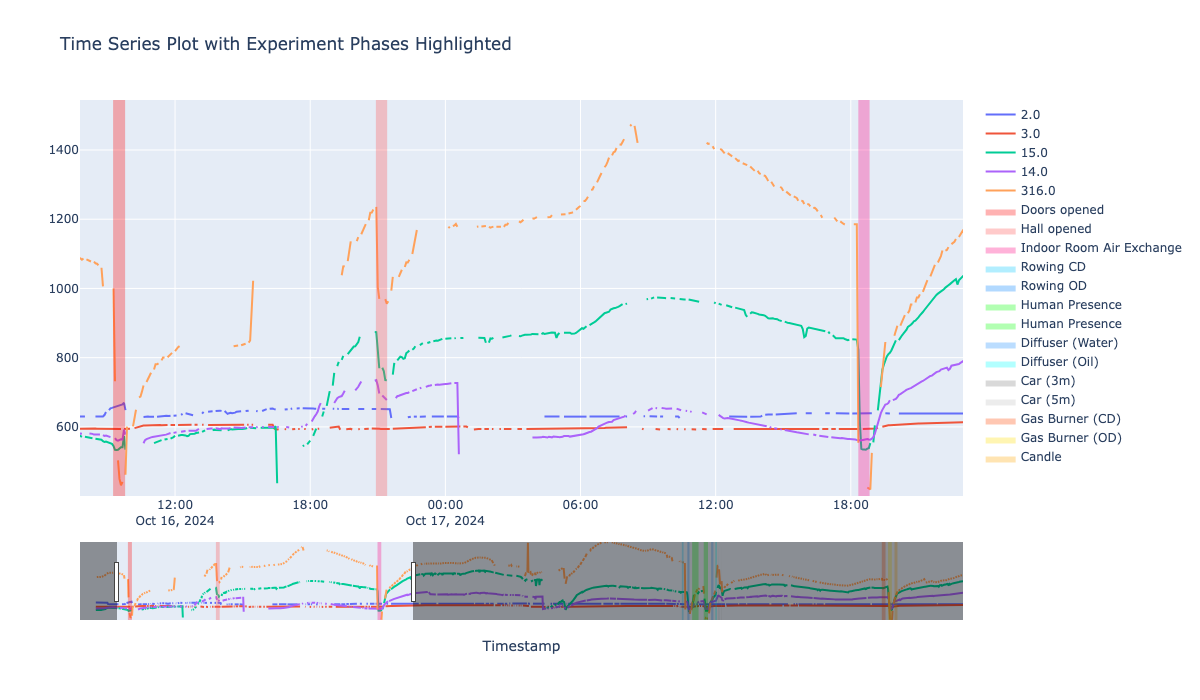 Time Series Plot with Experiment Phases Highlighted
1400
1200
1000
800
600
12:00
Oct 16, 2024
18:00
00:00
Oct 17, 2024
06:00
12:00
18:00
Timestamp
2.0
3.0
15.0
14.0
316.0
Doors opened
Hall opened
Indoor Room Air Exchange
Rowing CD
Rowing OD
Human Presence
Human Presence
Diffuser (Water)
Diffuser (Oil)
Car (3m)
Car (5m)
Gas Burner (CD)
Gas Burner (OD)
Candle